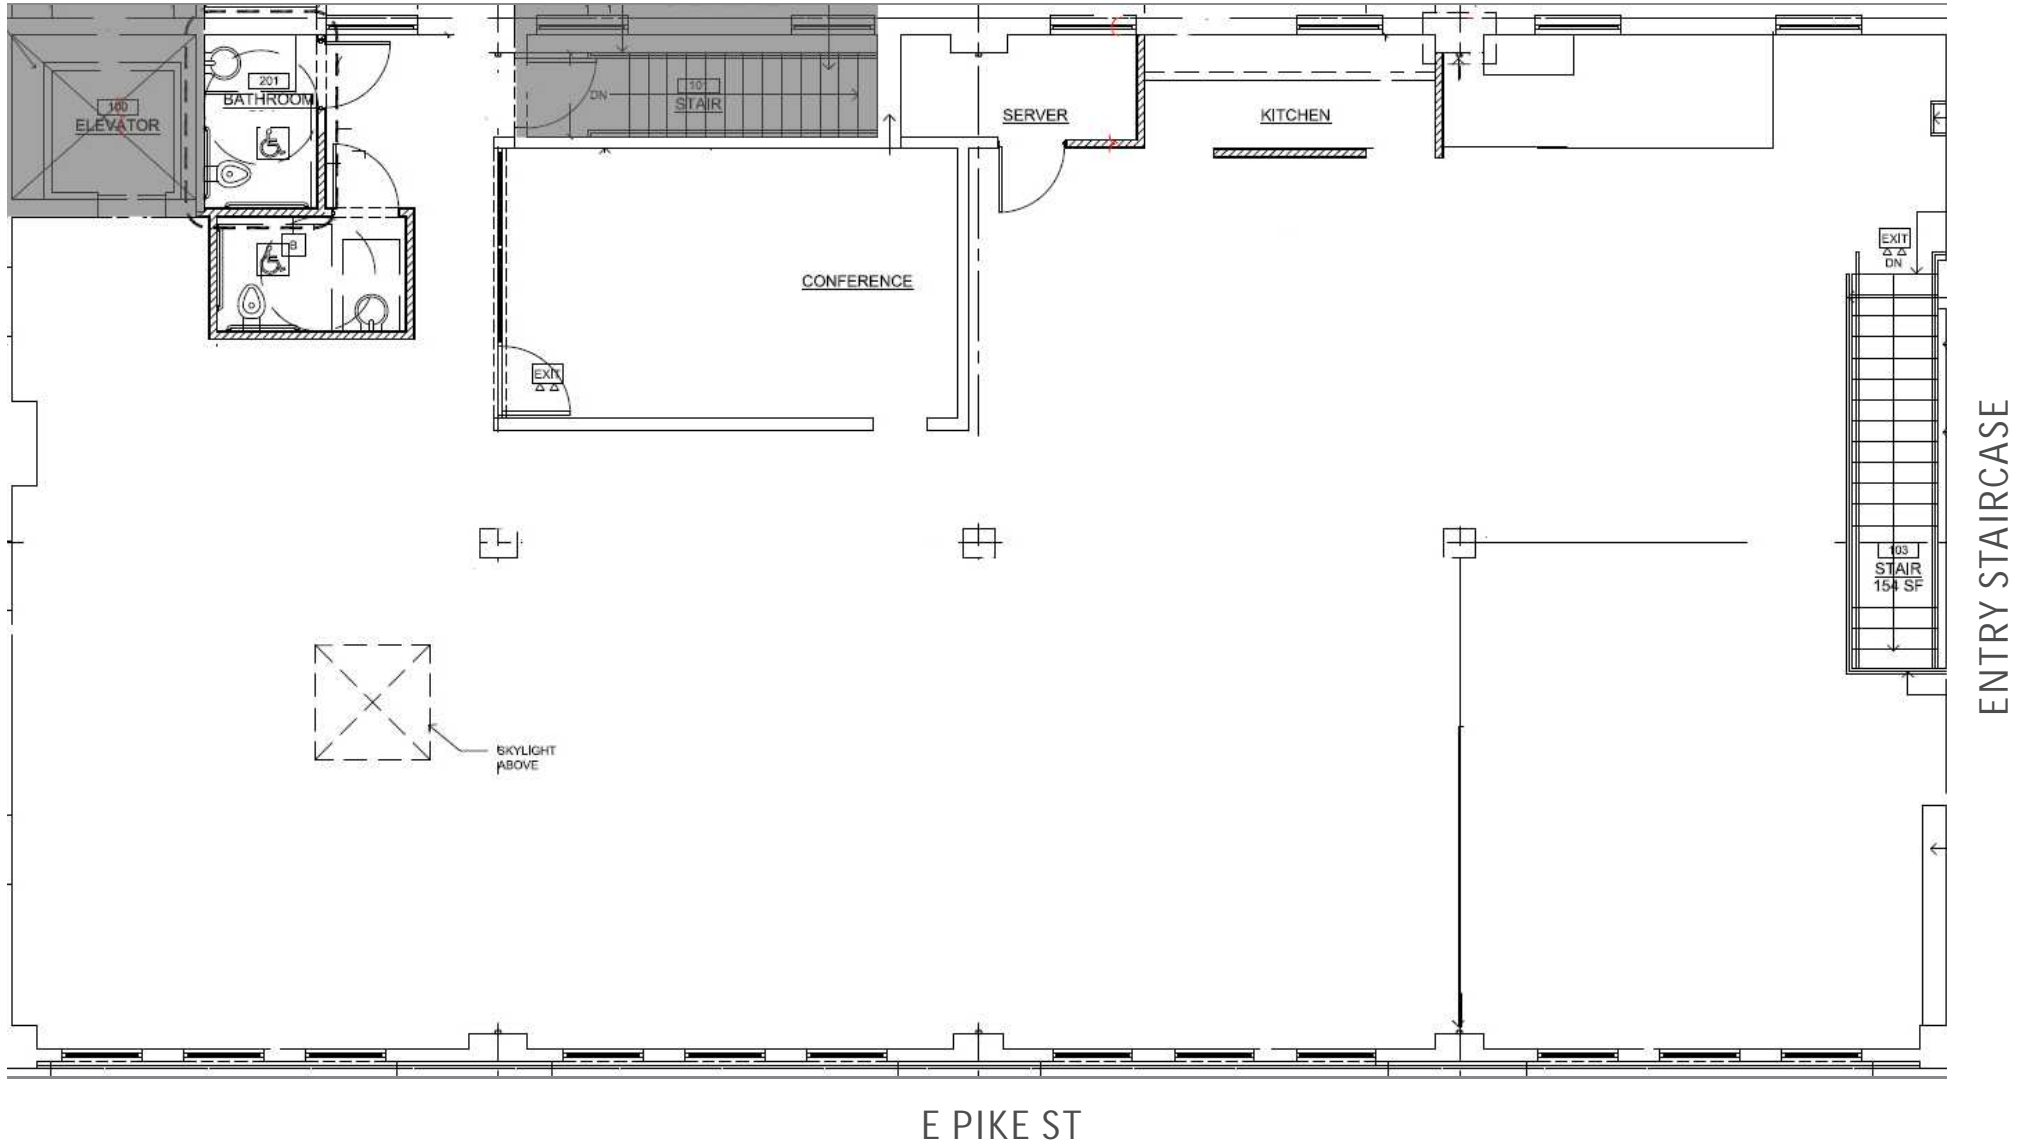 201
BATHROOM
100
ELEVATOR
101
STAIR
DN
SERVER
KITCHEN
B
EXIT
DN
CONFERENCE
EXIT
103
STAIR
154 SF
SKYLIGHT
ABOVE
ENTRY STAIRCASE
E PIKE ST